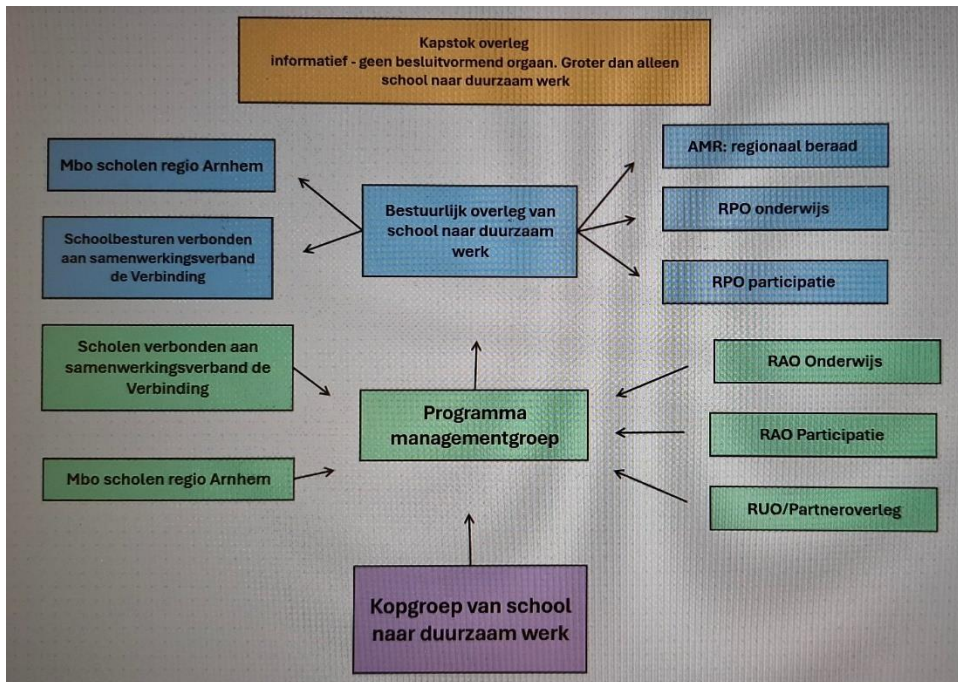 Kapstok overleg
informatief - geen besluitvormend orgaan. Groter dan alleen
school naar duurzaam werk
Mbo scholen regio Arnhem
Schoolbesturen verbonden
aan samenwerkingsverband
de Verbinding
Bestuurlijk overleg van
school naar duurzaam
werk
AMR: regionaal beraad
RPO onderwijs
RPO participatie
Scholen verbonden aan
samenwerkingsverband de
Verbinding
Mbo scholen regio Arnhem
Programma
managementgroep
RAO Onderwijs
RAO Participatie
RUO/Partneroverleg
Kopgroep van school
naar duurzaam werk